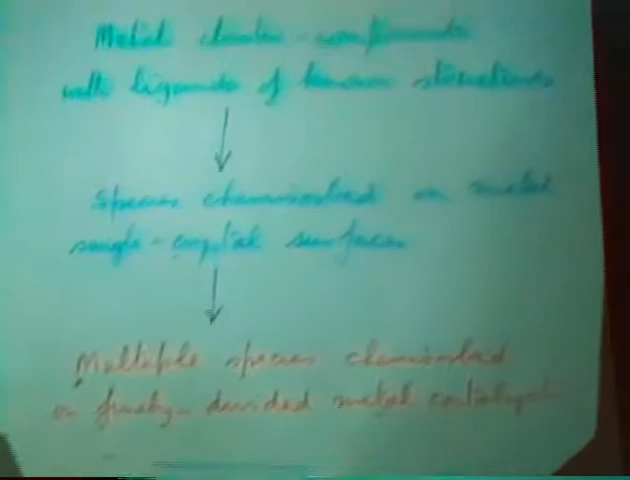 Metal cluster-compounds
with ligands of known structures
Species chemisorbed on metal
single-crystal surfaces
Multiple species chemisorbed
on finely-divided metal catalyst